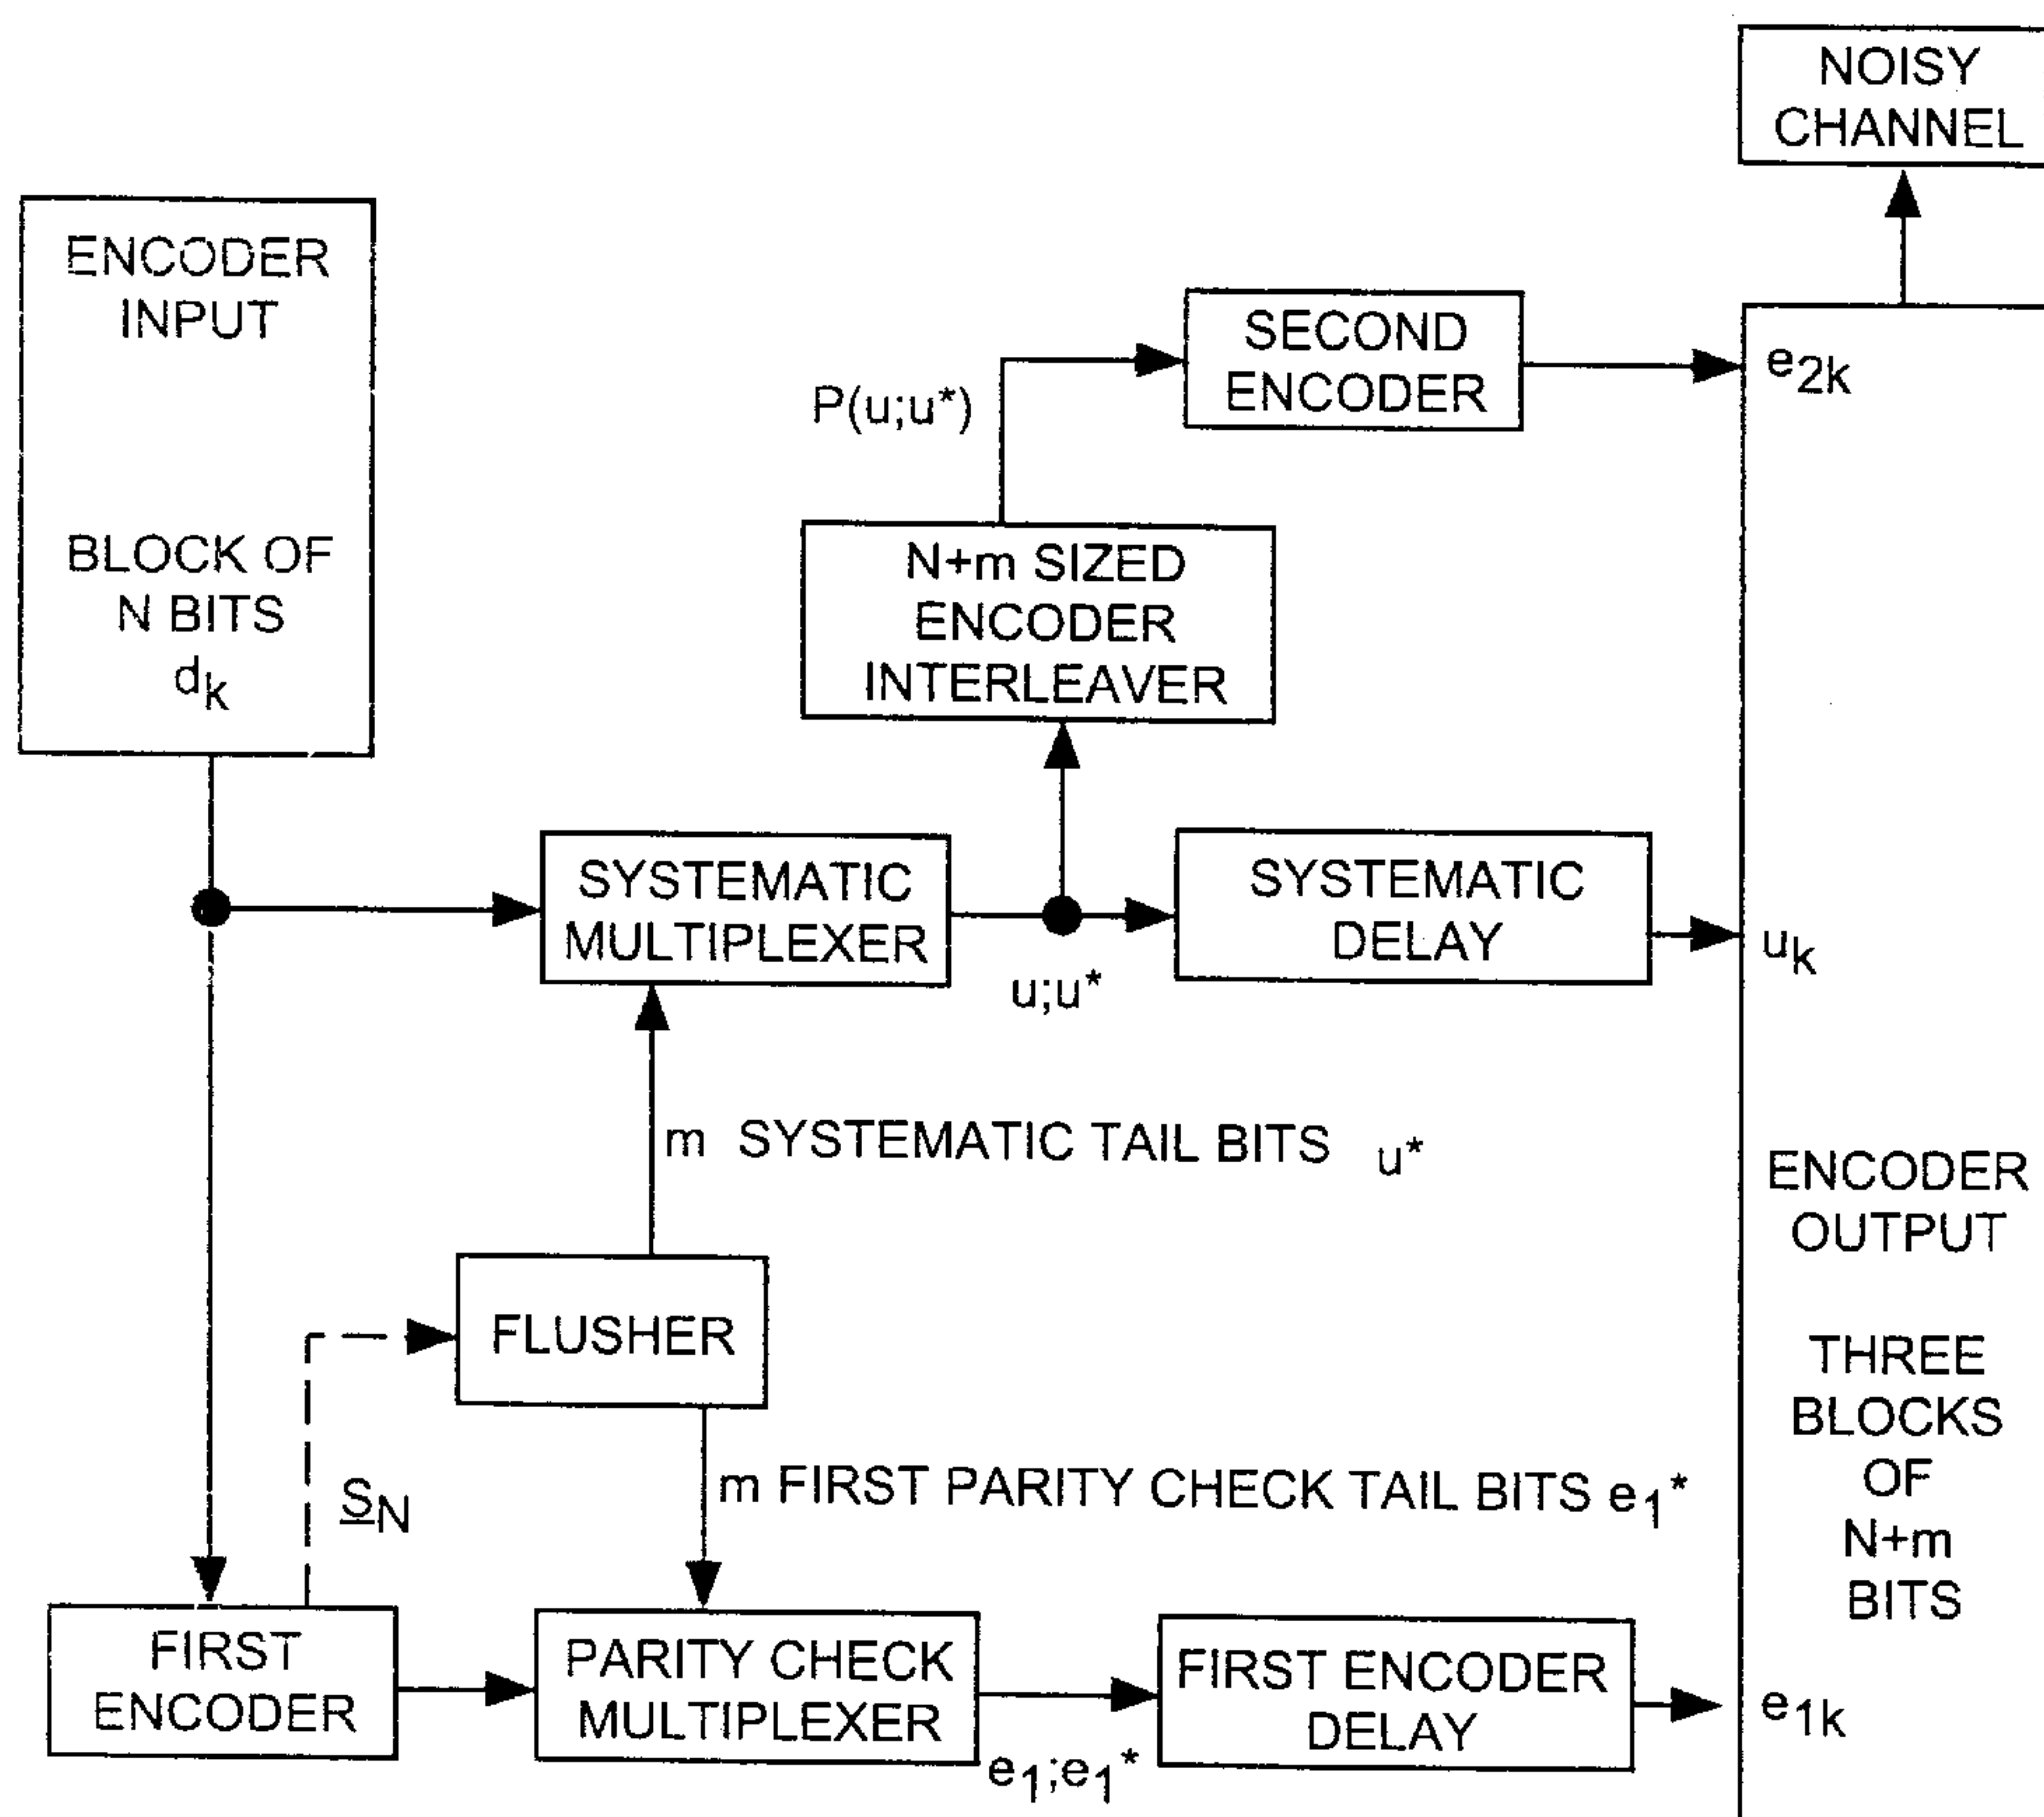 NOISY
CHANNEL
ENCODER
INPUT
BLOCK OF
N BITS
dk
SECOND
ENCODER
e2k
P(u;u*)
N+m SIZED
ENCODER
INTERLEAVER
SYSTEMATIC
MULTIPLEXER
u;u*
SYSTEMATIC
DELAY
uk
m SYSTEMATIC TAIL BITS u*
FLUSHER
SN
m FIRST PARITY CHECK TAIL BITS e1*
ENCODER
OUTPUT
THREE
BLOCKS
OF
N+m
BITS
FIRST
ENCODER
PARITY CHECK
MULTIPLEXER
e1;e1*
FIRST ENCODER
DELAY
e1k